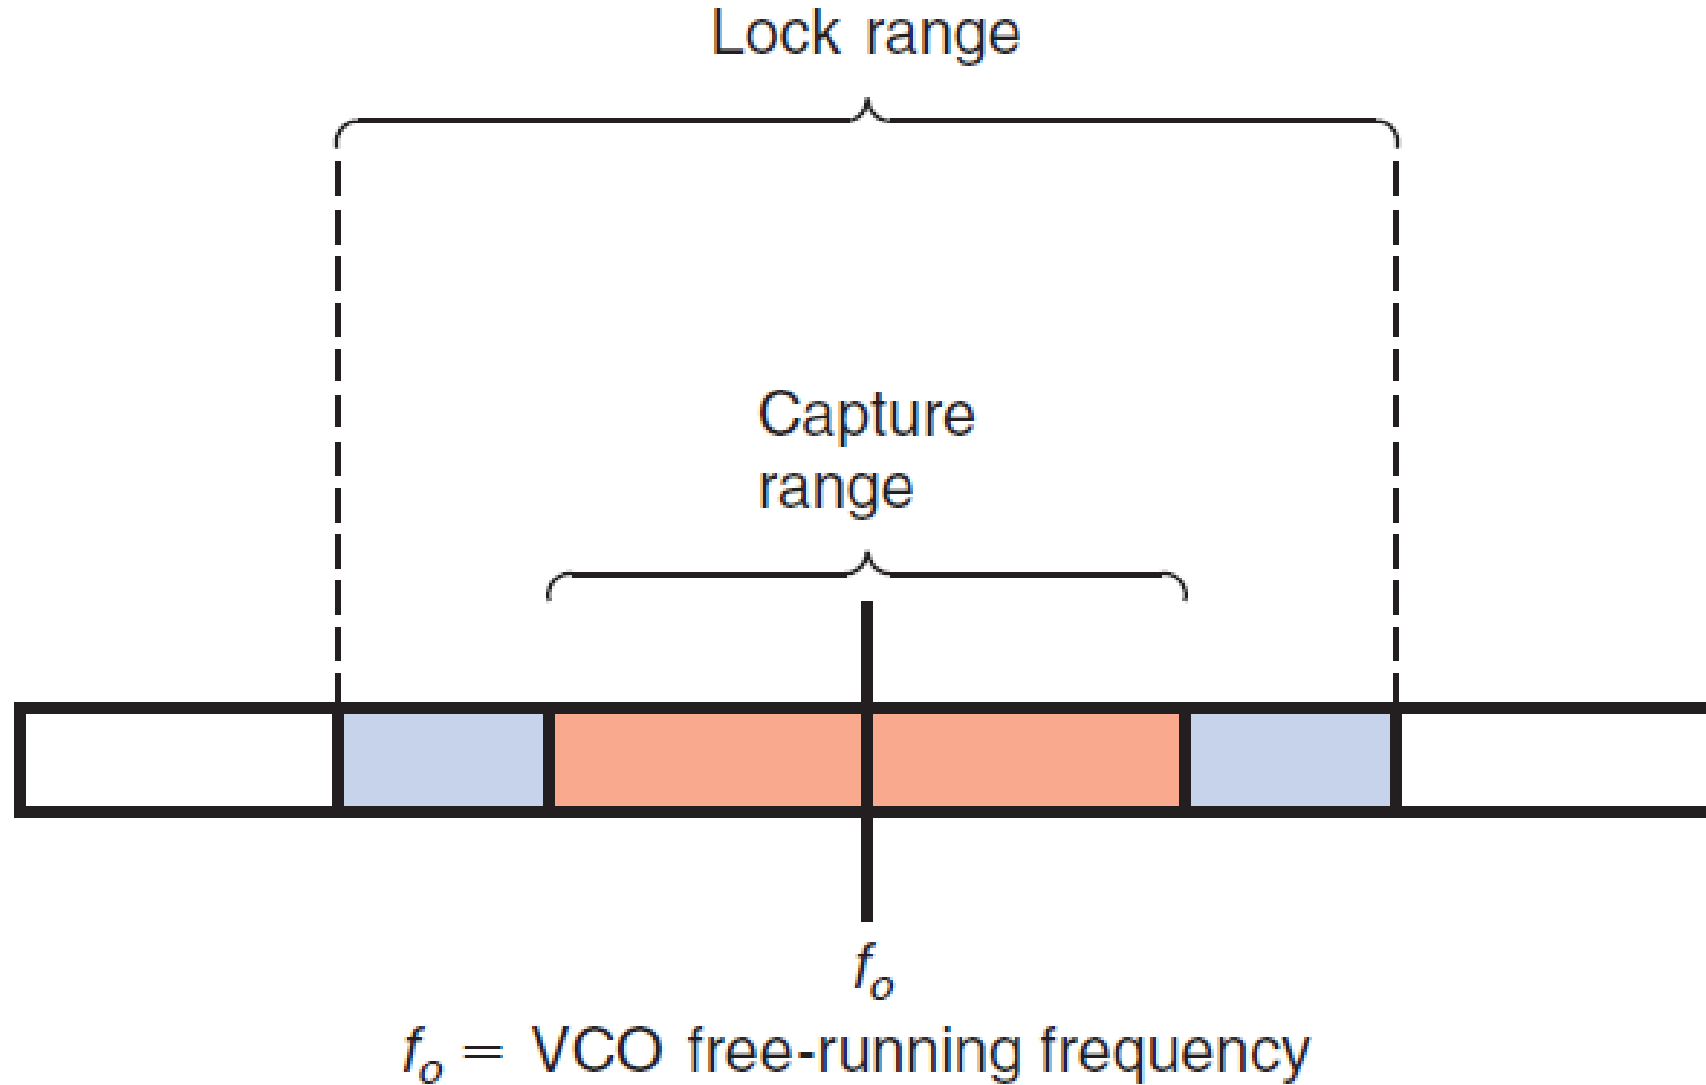 Lock range
Capture
range
fo
fo = VCO free-running frequency